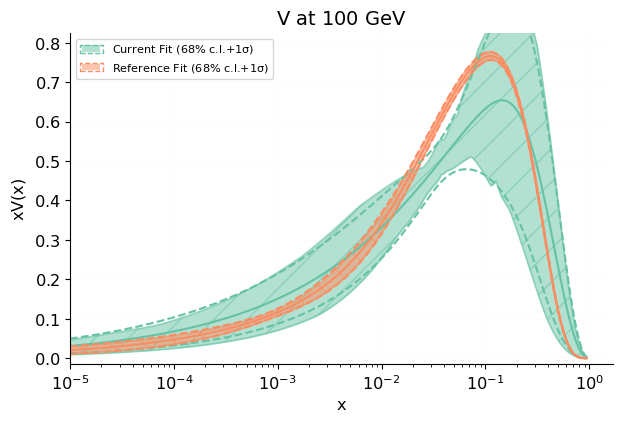 V at 100 GeV
Current Fit (68% c.l.+1σ)
Reference Fit (68% c.l.+1σ)
xV(x)
0.8
0.7
0.6
0.5
0.4
0.3
0.2
0.1
0.0
10⁻⁵ 10⁻⁴ 10⁻³ 10⁻² 10⁻¹ 10⁰
x